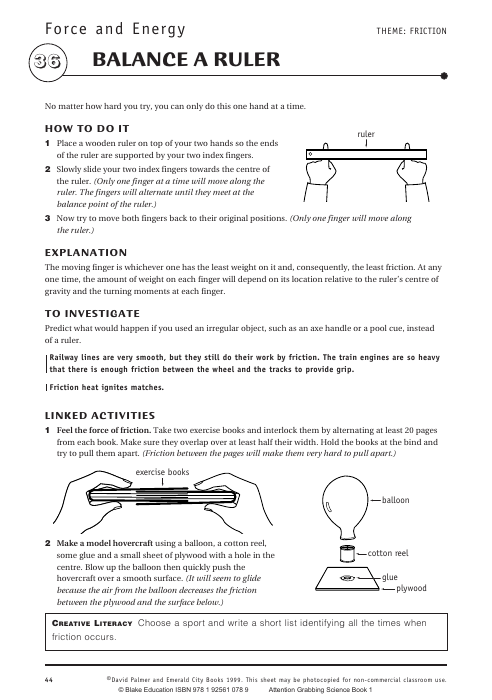 Force and Energy
THEME: FRICTION
36
BALANCE A RULER
No matter how hard you try, you can only do this one hand at a time.
HOW TO DO IT
1 Place a wooden ruler on top of your two hands so the ends
of the ruler are supported by your two index fingers.
2 Slowly slide your two index fingers towards the centre of
the ruler. (Only one finger at a time will move along the
ruler. The fingers will alternate until they meet at the
balance point of the ruler.)
ruler
3 Now try to move both fingers back to their original positions. (Only one finger will move along
the ruler.)
EXPLANATION
The moving finger is whichever one has the least weight on it and, consequently, the least friction. At any
one time, the amount of weight on each finger will depend on its location relative to the ruler's centre of
gravity and the turning moments at each finger.
TO INVESTIGATE
Predict what would happen if you used an irregular object, such as an axe handle or a pool cue, instead
of a ruler.
Railway lines are very smooth, but they still do their work by friction. The train engines are so heavy
that there is enough friction between the wheel and the tracks to provide grip.
Friction heat ignites matches.
LINKED ACTIVITIES
1 Feel the force of friction. Take two exercise books and interlock them by alternating at least 20 pages
from each book. Make sure they overlap over at least half their width. Hold the books at the bind and
try to pull them apart. (Friction between the pages will make them very hard to pull apart.)
exercise books
balloon
cotton reel
glue
plywood
2 Make a model hovercraft using a balloon, a cotton reel,
some glue and a small sheet of plywood with a hole in the
centre. Blow up the balloon then quickly push the
hovercraft over a smooth surface. (It will seem to glide
because the air from the balloon decreases the friction
between the plywood and the surface below.)
CREATIVE LITERACY Choose a sport and write a short list identifying all the times when
friction occurs.
44
©David Palmer and Emerald City Books 1999. This sheet may be photocopied for non-commercial classroom use.
© Blake Education ISBN 978 1 92561 078 9 Attention Grabbing Science Book 1